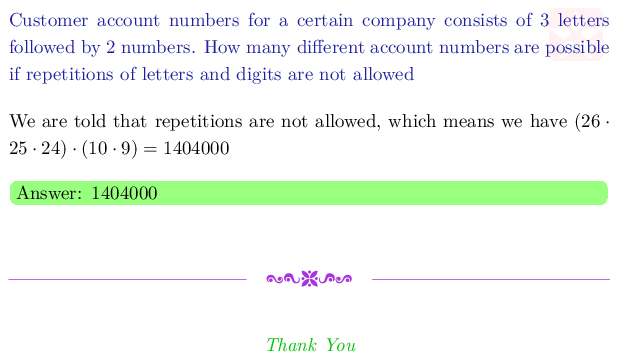 Customer account numbers for a certain company consists of 3 letters
followed by 2 numbers. How many different account numbers are possible
if repetitions of letters and digits are not allowed
We are told that repetitions are not allowed, which means we have (26 ·
25 · 24) · (10 · 9) = 1404000
Answer: 1404000
Thank You